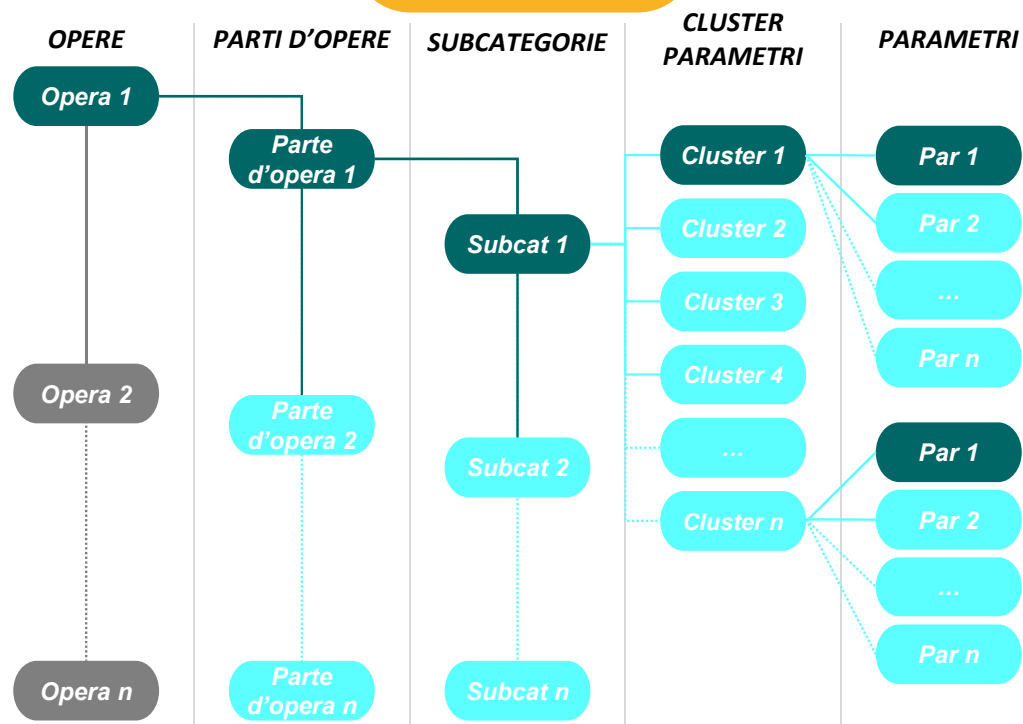 OPERE
PARTI D'OPERE
SUBCATEGORIE
CLUSTER
PARAMETRI
PARAMETRI
Opera 1
Opera 2
Opera n
Parte
d'opera 1
Parte
d'opera 2
Parte
d'opera n
Subcat 1
Subcat 2
Subcat n
Cluster 1
Cluster 2
Cluster 3
Cluster 4
...
Cluster n
Par 1
Par 2
...
Par n
Par 1
Par 2
...
Par n